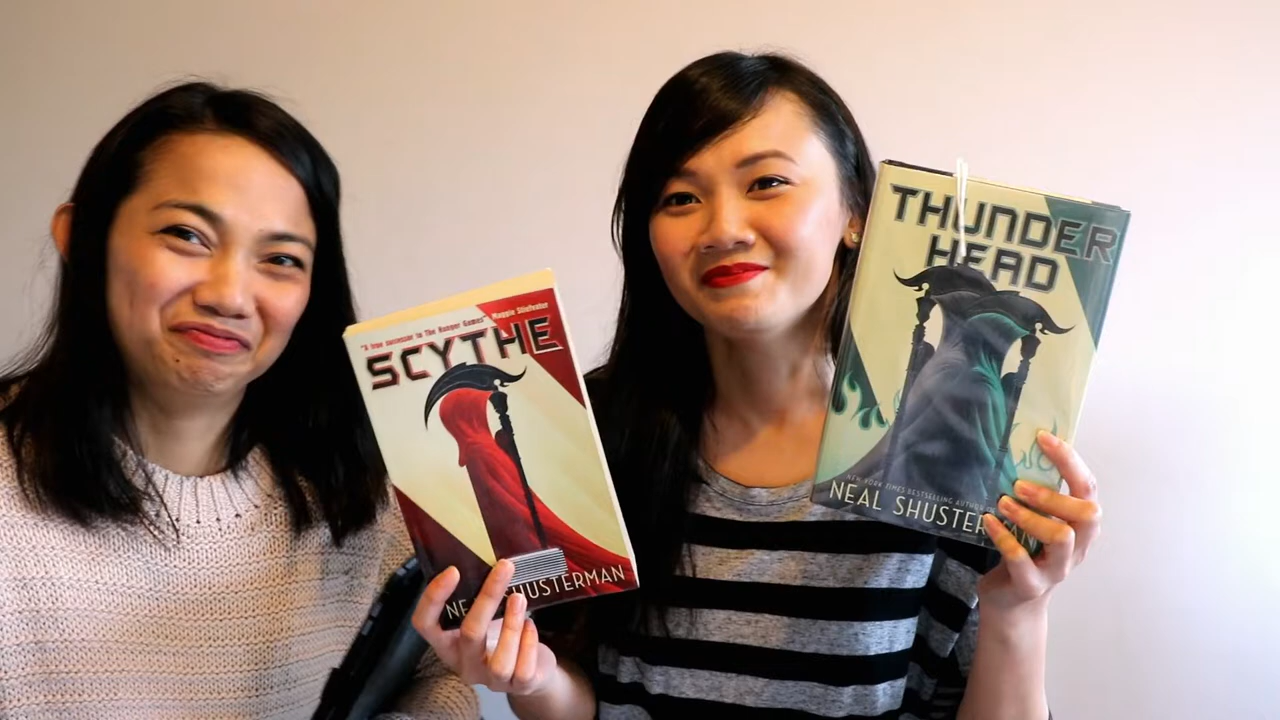 "A true successor to The Hunger Games" Maggie Stiefvater
SCYTHE
NEAL SHUSTERMAN
THUNDER
HEAD
NEW YORK TIMES BESTSELLING AUTHOR
NEAL SHUSTERMAN